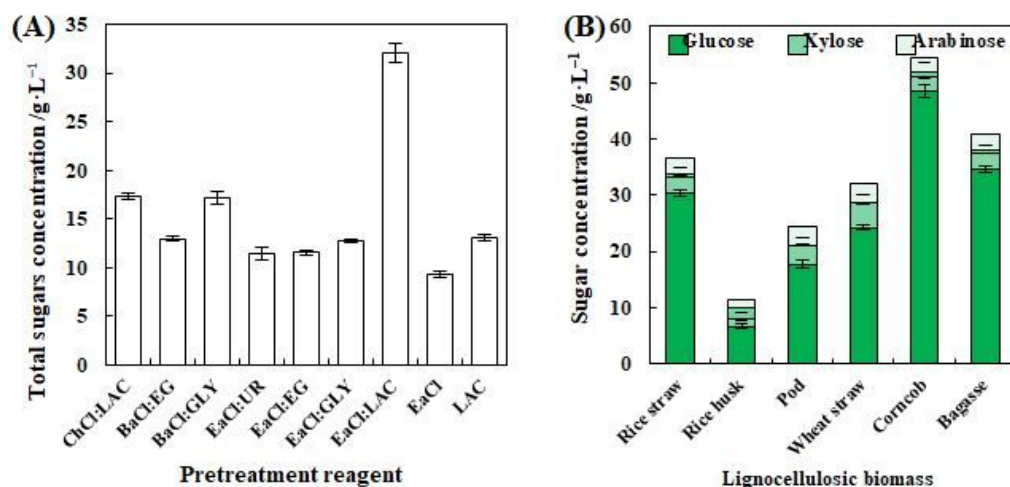 (A)
Total sugars concentration /g·L⁻¹
35
30
25
20
15
10
5
0
ChCl:LAC
BaCl:EG
BaCl:GLY
EaCl:UR
EaCl:EG
EaCl:GLY
EaCl:LAC
EaCl
LAC
Pretreatment reagent
(B)
Glucose Xylose Arabinose
Sugar concentration /g·L⁻¹
60
50
40
30
20
10
0
Rice straw
Rice husk
Pod
Wheat straw
Corncob
Bagasse
Lignocellulosic biomass